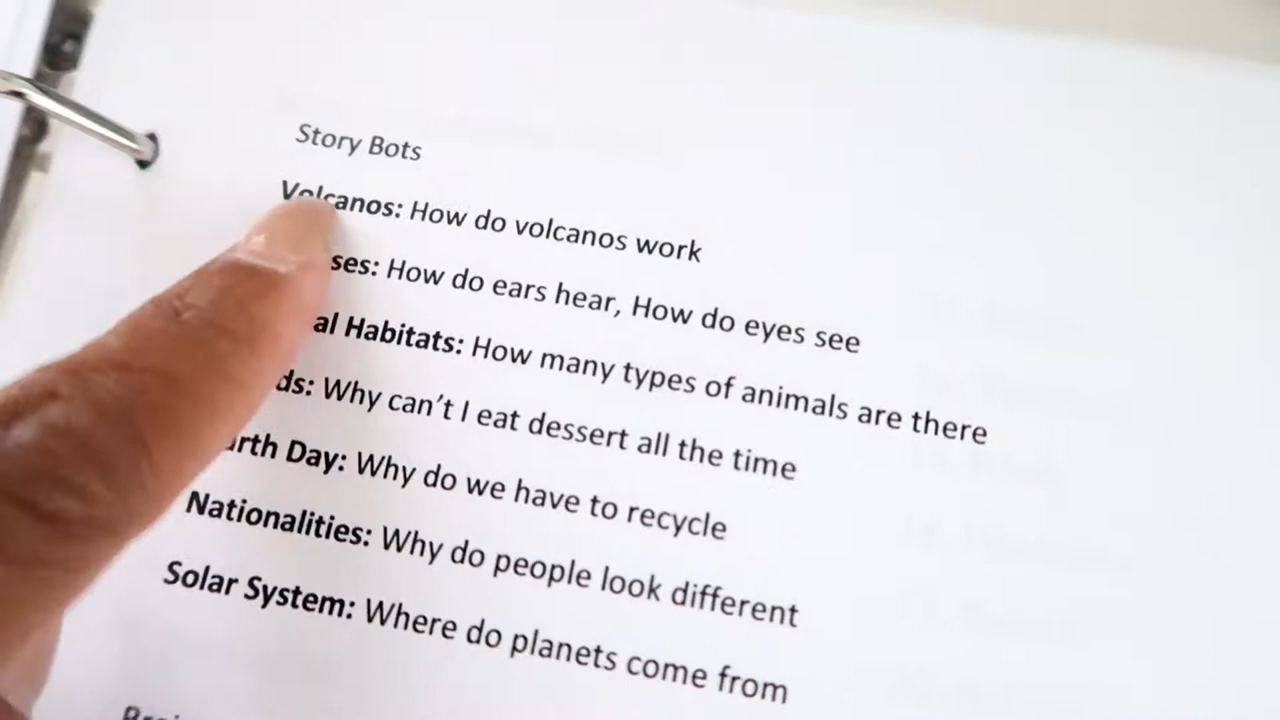 Story Bots
Volcanos: How do volcanos work
ses: How do ears hear, How do eyes see
al Habitats: How many types of animals are there
ds: Why can't I eat dessert all the time
arth Day: Why do we have to recycle
Nationalities: Why do people look different
Solar System: Where do planets come from